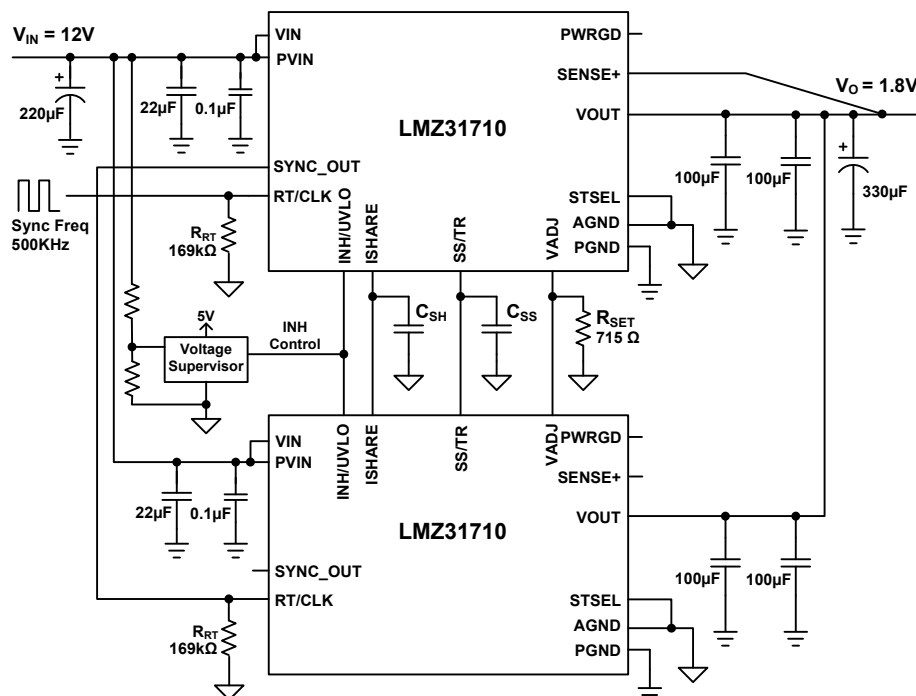 V_IN = 12V
VIN
PVIN
220µF
+
22µF
0.1µF
SYNC_OUT
RT/CLK
Sync Freq
500KHz
R_RT
169kΩ
LMZ31710
PWRGD
SENSE+
VOUT
STSEL
AGND
PGND
INH/UVLO
ISHARE
SS/TR
VADJ
V_O = 1.8V
100µF
100µF
+
330µF
5V
Voltage
Supervisor
INH
Control
C_SH
C_SS
R_SET
715 Ω
VIN
PVIN
22µF
0.1µF
SYNC_OUT
RT/CLK
R_RT
169kΩ
INH/UVLO
ISHARE
SS/TR
VADJ
LMZ31710
PWRGD
SENSE+
VOUT
STSEL
AGND
PGND
100µF
100µF